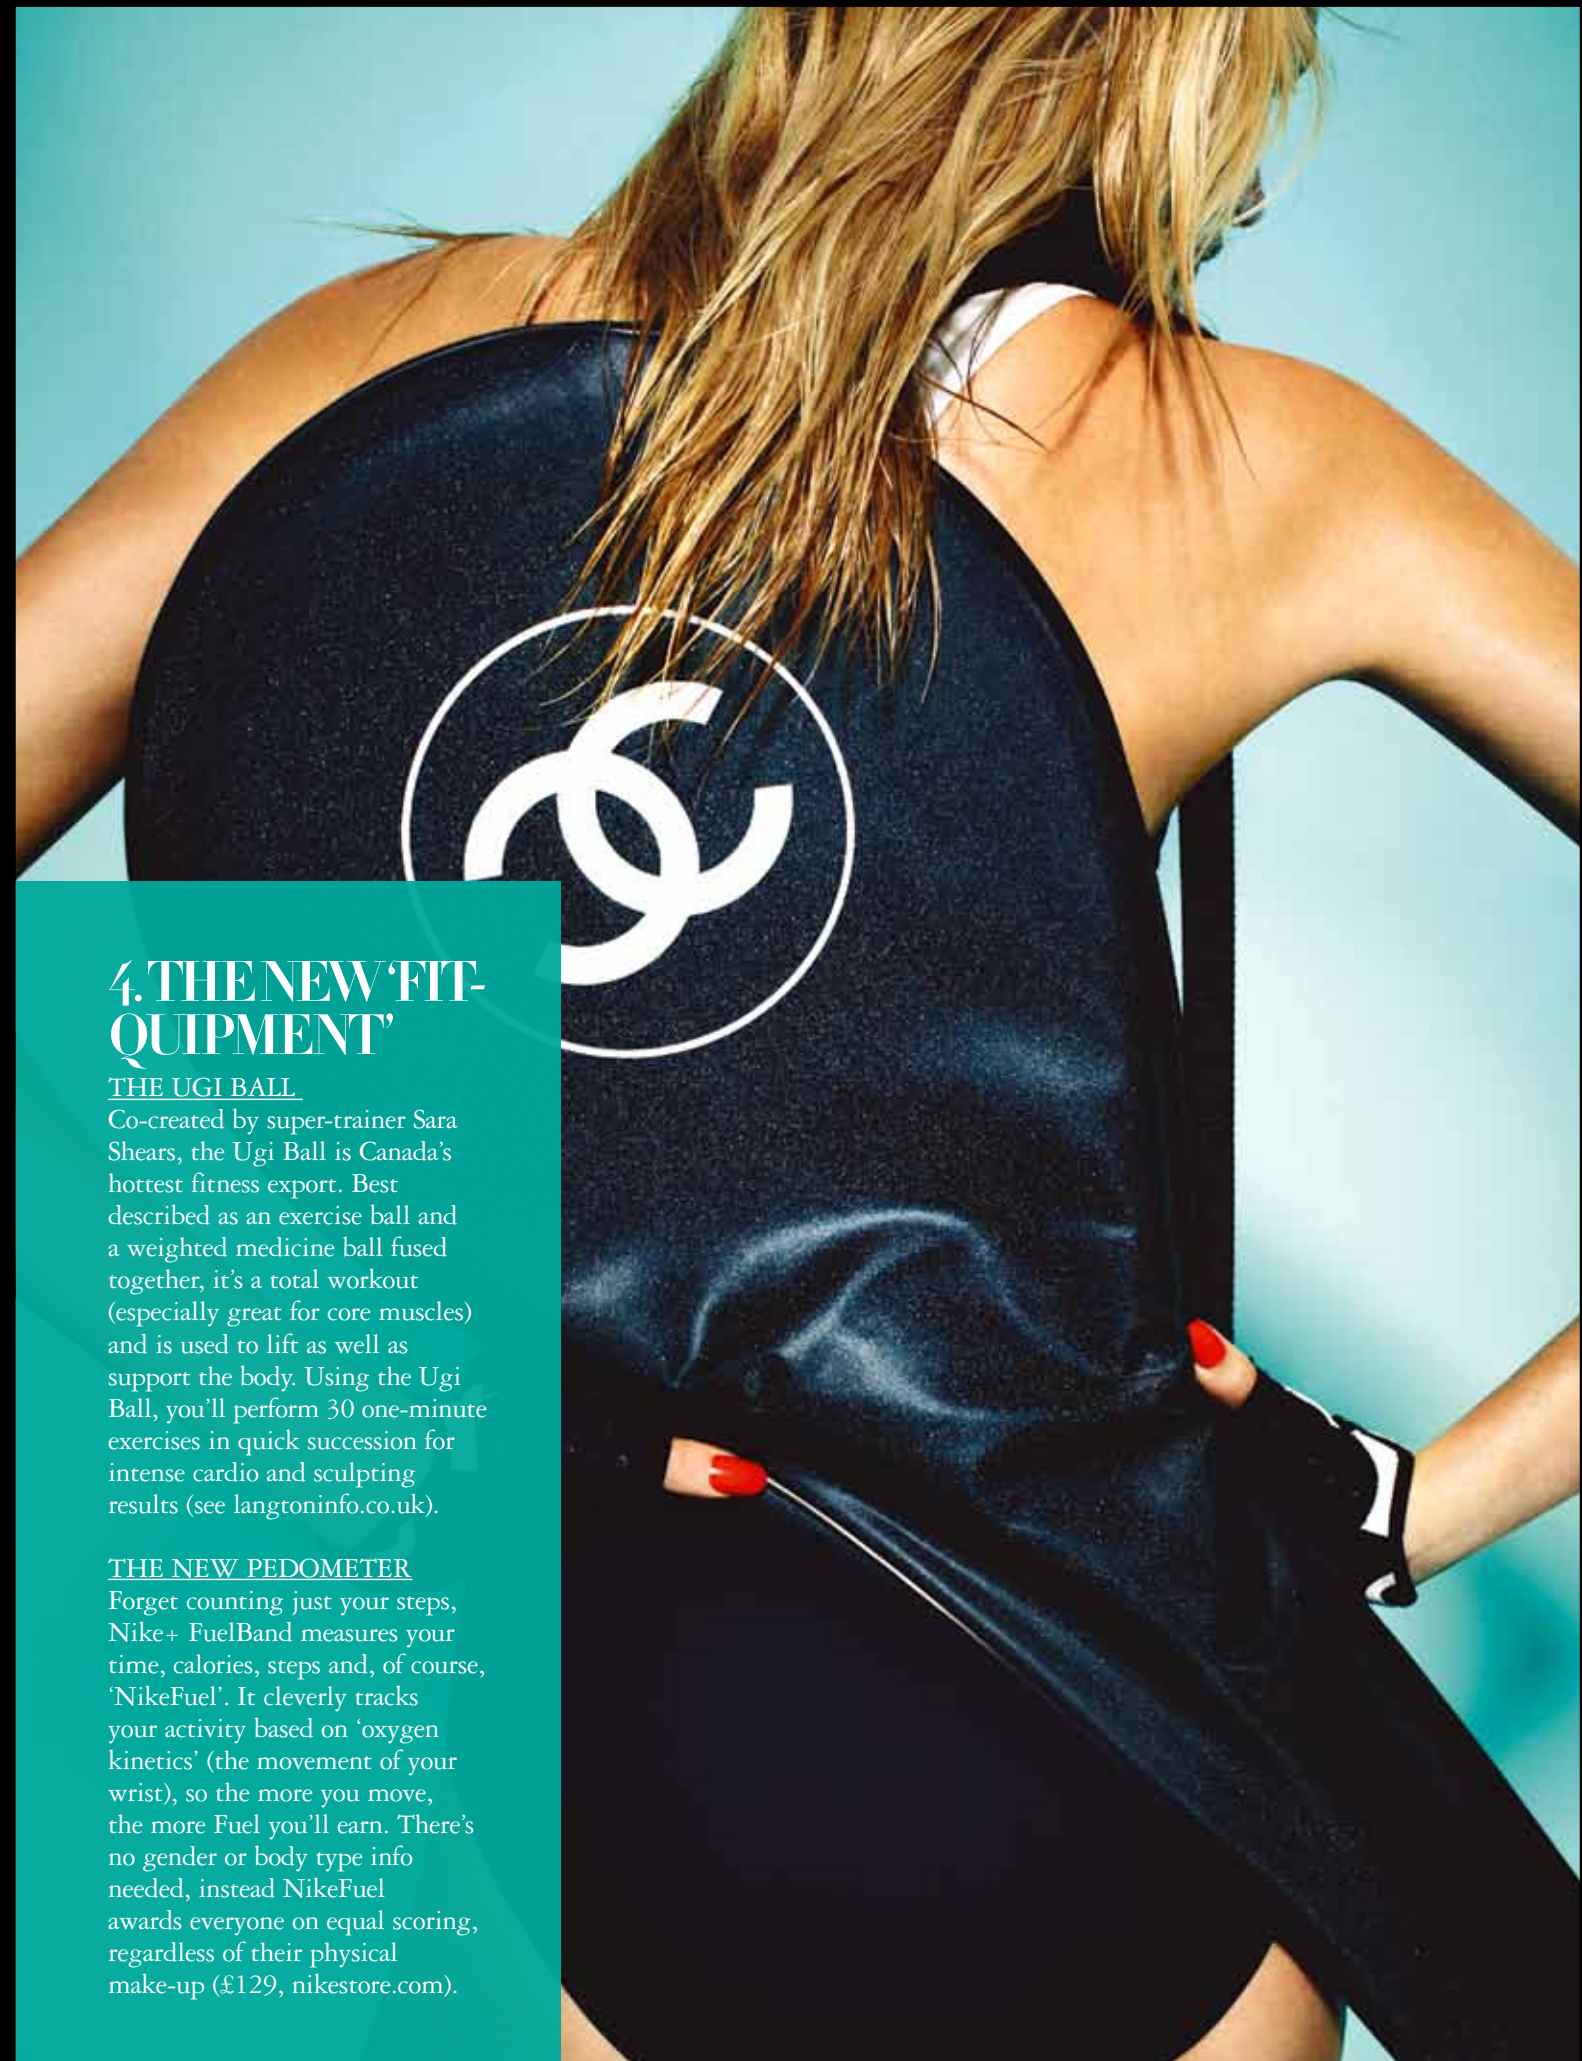 4. THE NEW ‘FIT-
QUIPMENT’
THE UGI BALL
Co-created by super-trainer Sara
Shears, the Ugi Ball is Canada’s
hottest fitness export. Best
described as an exercise ball and
a weighted medicine ball fused
together, it’s a total workout
(especially great for core muscles)
and is used to lift as well as
support the body. Using the Ugi
Ball, you’ll perform 30 one-minute
exercises in quick succession for
intense cardio and sculpting
results (see langtoninfo.co.uk).
THE NEW PEDOMETER
Forget counting just your steps,
Nike+ FuelBand measures your
time, calories, steps and, of course,
‘NikeFuel’. It cleverly tracks
your activity based on ‘oxygen
kinetics’ (the movement of your
wrist), so the more you move,
the more Fuel you’ll earn. There’s
no gender or body type info
needed, instead NikeFuel
awards everyone on equal scoring,
regardless of their physical
make-up (£129, nikestore.com).